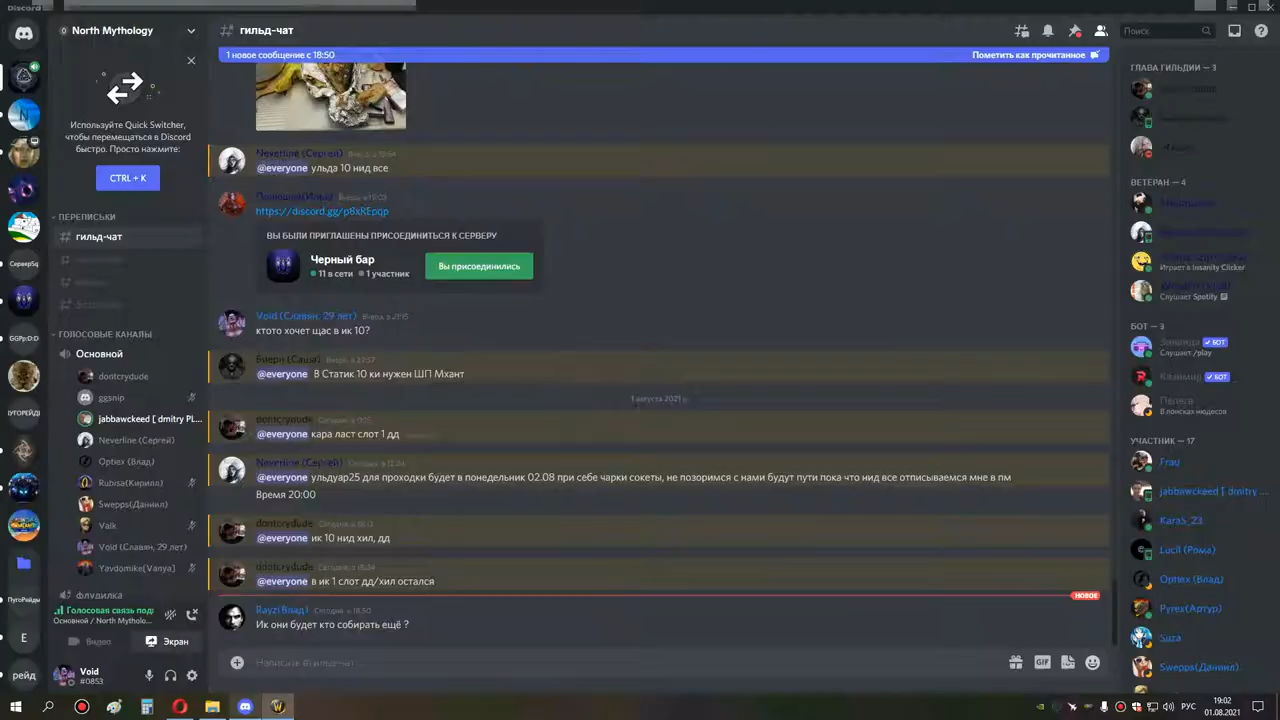 Discord
North Mythology
Используйте Quick Switcher,
чтобы перемещаться в Discord
быстро. Просто нажмите:
CTRL + K
ПЕРЕПИСЬКИ
гильд-чат
ГОЛОСОВЫЕ КАНАЛЫ
Основной
dontcrydude
ggsnip
jabbawckeed [ dmitry PL...
Neverline (Сергей)
Optiex (Влад)
Rubisa(Кирилл)
Swepps(Даниил)
Valk
Void (Славян, 29 лет)
Yavdomike[Vanya]
флудилка
Голосовая связь под
Основной / North Mytholo...
Видео
Экран
Void
#0853
гильд-чат
Поиск
1 новое сообщение с 18:50
Пометить как прочитанное
Neverline (Сергей)
@everyone ульда 10 нид все
https://discord.gg/p8xREpqp
ВЫ БЫЛИ ПРИГЛАШЕНЫ ПРИСОЕДИНИТЬСЯ К СЕРВЕРУ
Черный бар
11 в сети 1 участник
Вы присоединились
Void (Славян, 29 лет)
ктото хочет щас в ик 10?
@everyone В Статик 10 ки нужен ШП Мхант
1 августа 2021 г.
dontcrydude
@everyone кара ласт слот 1 дд
Neverline (Сергей)
@everyone ульдуар25 для проходки будет в понедельник 02.08 при себе чарки сокеты, не позоримся с нами будут пути пока что нид все отписываемся мне в пм
Время 20:00
dontcrydude
@everyone ик 10 нид хил, дд
dontcrydude
@everyone в ик 1 слот дд/хил остался
НОВОЕ
Rayzi(Влад) Сегодня, в 18:50
Ик они будет кто собирать ещё ?
GIF
ГЛАВА ГИЛЬДИИ — 3
ВЕТЕРАН — 4
Играет в Insanity Clicker
Слушает Spotify
БОТ — 3
БОТ
Слушает /play
БОТ
В поисках нюдесов
УЧАСТНИК — 17
Frau
jabbawckeed [ dmitry ...
KaraS_23
Lucil (Рома)
Optiex (Влад)
Pyrex(Артур)
Suza
Swepps(Даниил)
РУС
19:02
01.08.2021